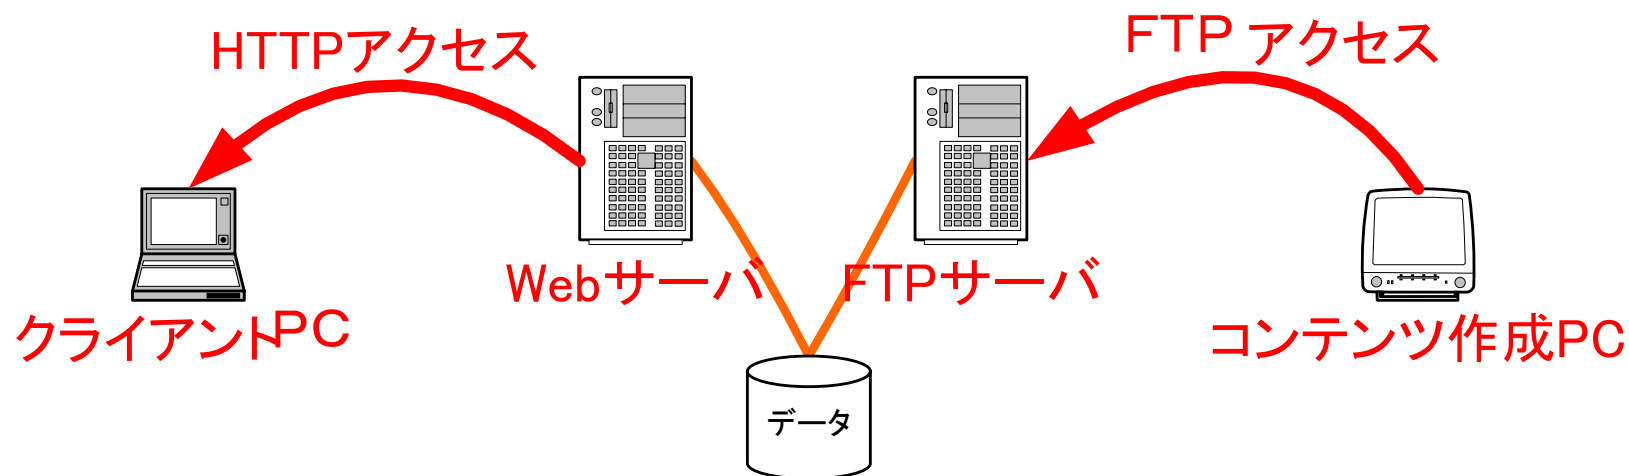 HTTPアクセス
FTP アクセス
Webサーバ
FTPサーバ
クライアントPC
コンテンツ作成PC
データ